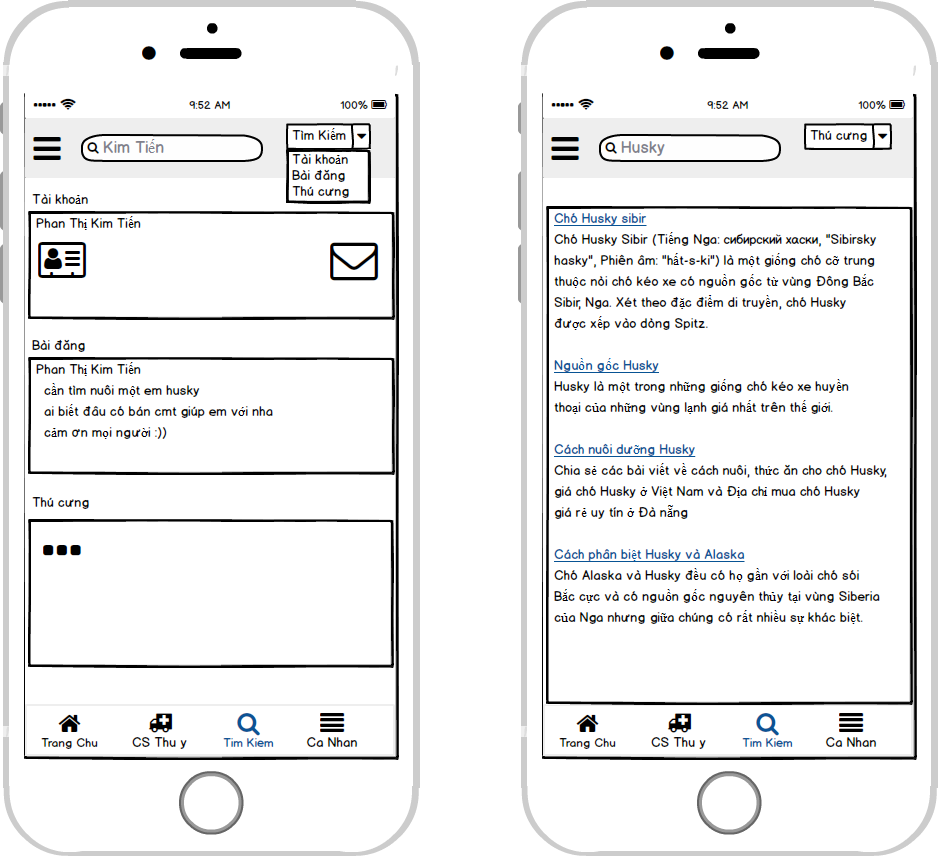 9:52 AM
100%
Kim Tiến
Tìm Kiếm
Tài khoản
Bài đăng
Thú cưng
Tài khoản
Phan Thị Kim Tiến
Bài đăng
Phan Thị Kim Tiến
cần tìm nuôi một em husky
ai biết đâu có bán cmt giúp em với nha
cảm ơn mọi người :))
Thú cưng
Trang Chu
CS Thu y
Tim Kiem
Ca Nhan
9:52 AM
100%
Husky
Thú cưng
Chó Husky sibir
Chó Husky Sibir (Tiếng Nga: сибирский хаски, "Sibirsky
hasky", Phiên âm: "hất-s-ki") là một giống chó cỡ trung
thuộc nòi chó kéo xe có nguồn gốc từ vùng Đông Bắc
Sibir, Nga. Xét theo đặc điểm di truyền, chó Husky
được xếp vào dòng Spitz.
Nguồn gốc Husky
Husky là một trong những giống chó kéo xe huyền
thoại của những vùng lạnh giá nhất trên thế giới.
Cách nuôi dưỡng Husky
Chia sẻ các bài viết về cách nuôi, thức ăn cho chó Husky,
giá chó Husky ở Việt Nam và Địa chỉ mua chó Husky
giá rẻ uy tín ở Đà nẵng
Cách phân biệt Husky và Alaska
Chó Alaska và Husky đều có họ gần với loài chó sói
Bắc cực và có nguồn gốc nguyên thủy tại vùng Siberia
của Nga nhưng giữa chúng có rất nhiều sự khác biệt.
Trang Chu
CS Thu y
Tim Kiem
Ca Nhan